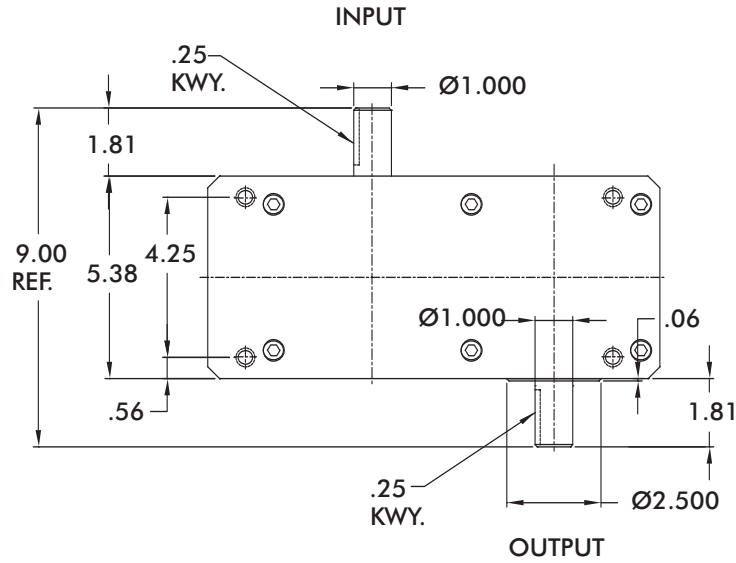 INPUT
.25
KWY.
Ø1.000
1.81
9.00
REF.
5.38
4.25
Ø1.000
.06
.56
1.81
.25
KWY.
Ø2.500
OUTPUT